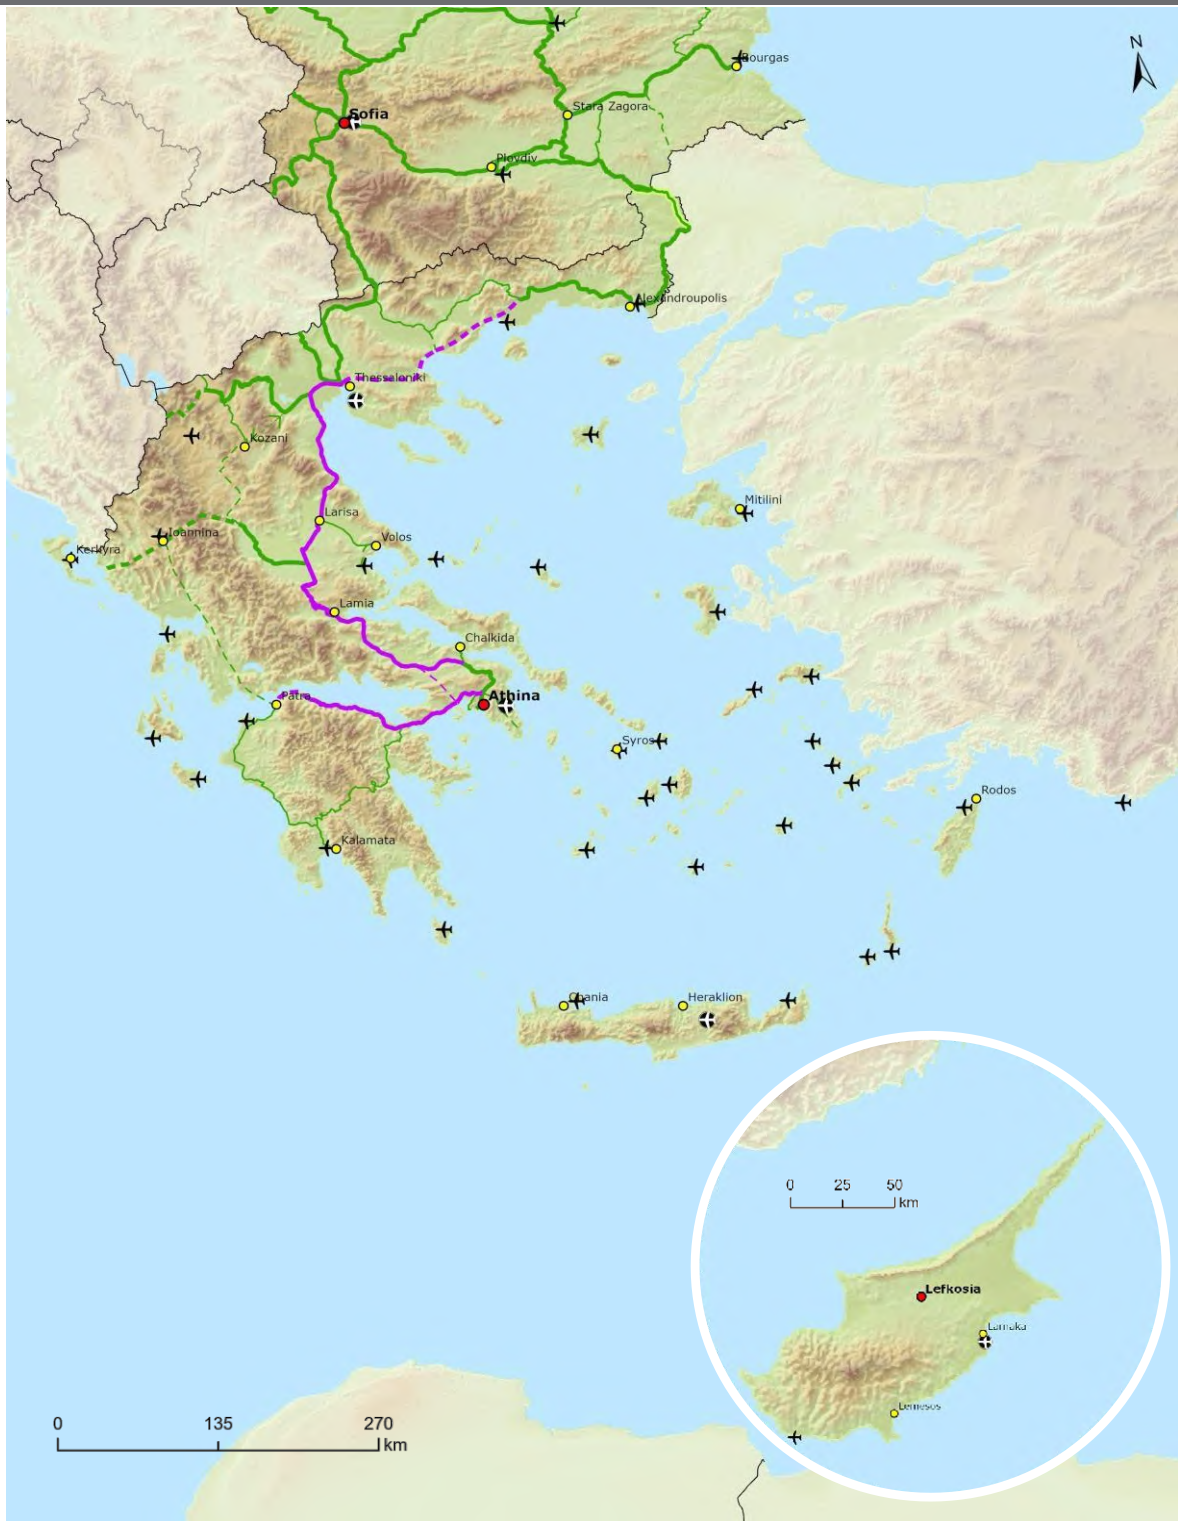 N
Bourgas
Stara Zagora
Sofia
Plovdiv
Alexandroupolis
Thessaloniki
Kozani
Mitilini
Larisa
Ioannina
Volos
Kerkyra
Lamia
Chalkida
Patra
Athina
Syros
Rodos
Kalamata
Chania
Heraklion
0 25 50
km
Lefkosia
Larnaka
Lemesos
0 135 270
km